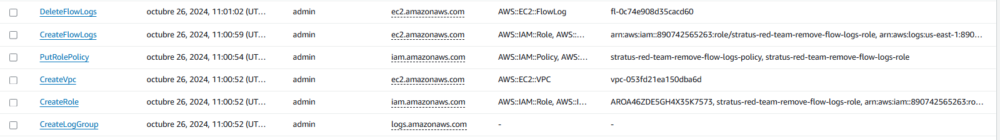 DeleteFlowLogs octubre 26, 2024, 11:01:02 (UT... admin ec2.amazonaws.com AWS::EC2::FlowLog fl-0c74e908d35cacd60
CreateFlowLogs octubre 26, 2024, 11:00:59 (UT... admin ec2.amazonaws.com AWS::IAM::Role, AWS::... arn:aws:iam::890742565263:role/stratus-red-team-remove-flow-logs-role, arn:aws:logs:us-east-1:890...
PutRolePolicy octubre 26, 2024, 11:00:54 (UT... admin iam.amazonaws.com AWS::IAM::Policy, AWS:... stratus-red-team-remove-flow-logs-policy, stratus-red-team-remove-flow-logs-role
CreateVpc octubre 26, 2024, 11:00:52 (UT... admin ec2.amazonaws.com AWS::EC2::VPC vpc-053fd21ea150dba6d
CreateRole octubre 26, 2024, 11:00:52 (UT... admin iam.amazonaws.com AWS::IAM::Role, AWS::I... AROA46ZDE5GH4X35K7573, stratus-red-team-remove-flow-logs-role, arn:aws:iam::890742565263:ro...
CreateLogGroup octubre 26, 2024, 11:00:52 (UT... admin logs.amazonaws.com - -